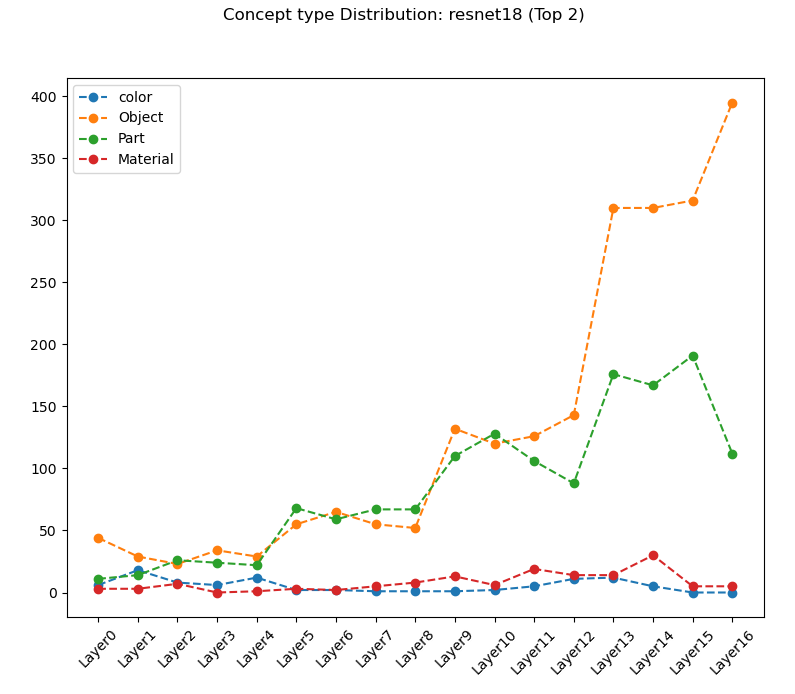 Concept type Distribution: resnet18 (Top 2)
color
Object
Part
Material
400
350
300
250
200
150
100
50
0
Layer0
Layer1
Layer2
Layer3
Layer4
Layer5
Layer6
Layer7
Layer8
Layer9
Layer10
Layer11
Layer12
Layer13
Layer14
Layer15
Layer16